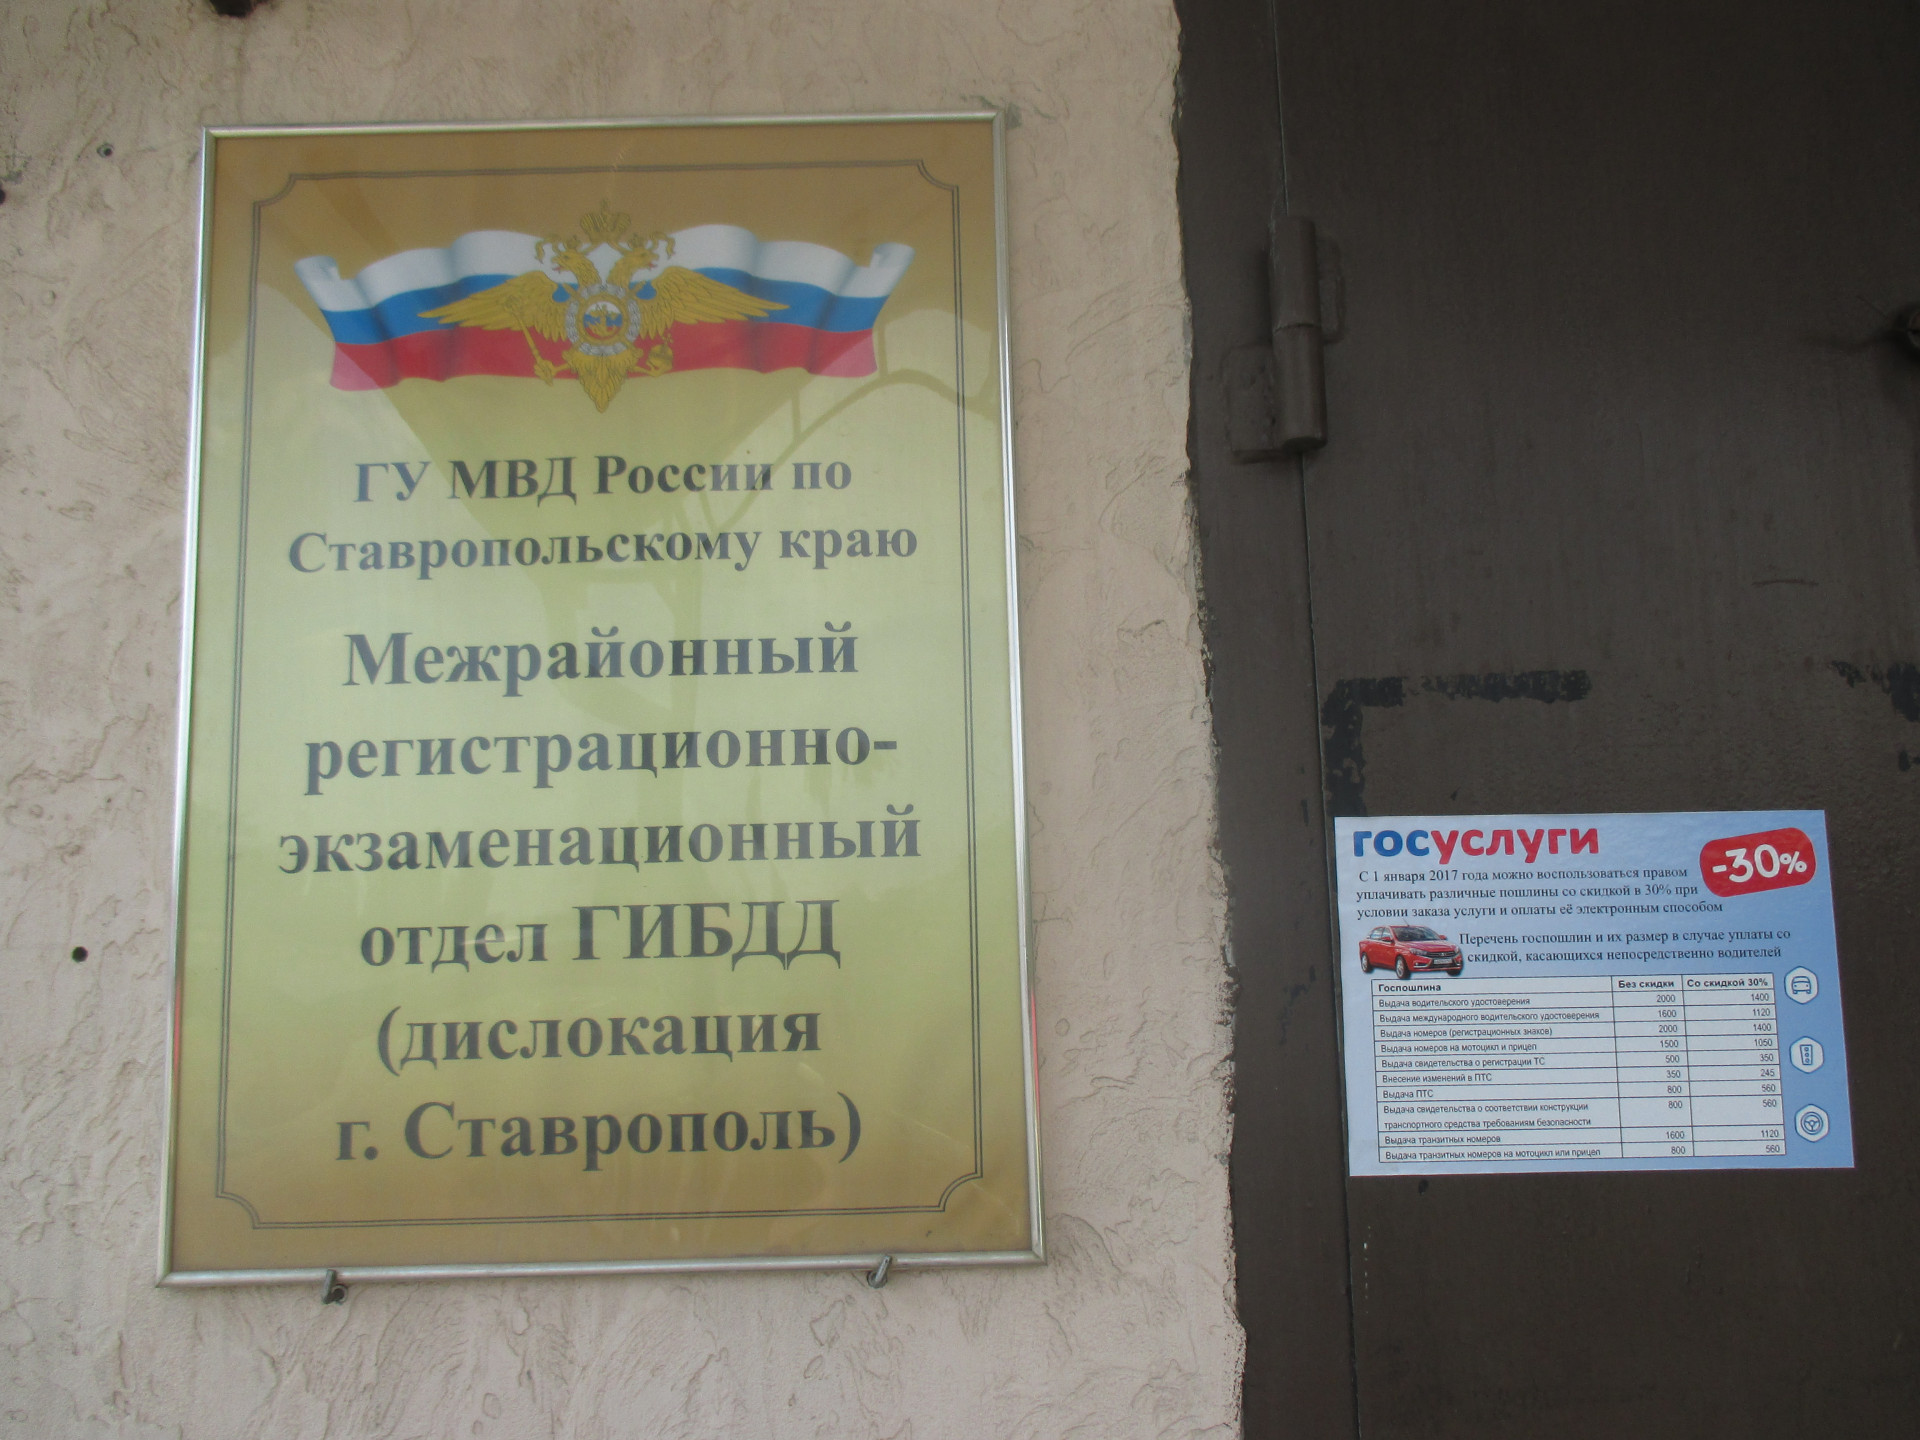 ГУ МВД России по
Ставропольскому краю
Межрайонный
регистрационно-
экзаменационный
отдел ГИБДД
(дислокация
г. Ставрополь)
госуслуги
-30%
С 1 января 2017 года можно воспользоваться правом
уплачивать различные пошлины со скидкой в 30% при
условии заказа услуги и оплаты её электронным способом
Перечень госпошлин и их размер в случае уплаты со
скидкой, касающихся непосредственно водителей
Госпошлина Без скидки Со скидкой 30%
Выдача водительского удостоверения 2000 1400
Выдача международного водительского удостоверения 1600 1120
Выдача номеров (регистрационных знаков) 2000 1400
Выдача номеров на мотоцикл и прицеп 1500 1050
Выдача свидетельства о регистрации ТС 500 350
Внесение изменений в ПТС 350 245
Выдача ПТС 800 560
Выдача свидетельства о соответствии конструкции 800 560
транспортного средства требованиям безопасности
Выдача транзитных номеров 1600 1120
Выдача транзитных номеров на мотоцикл или прицеп 800 560